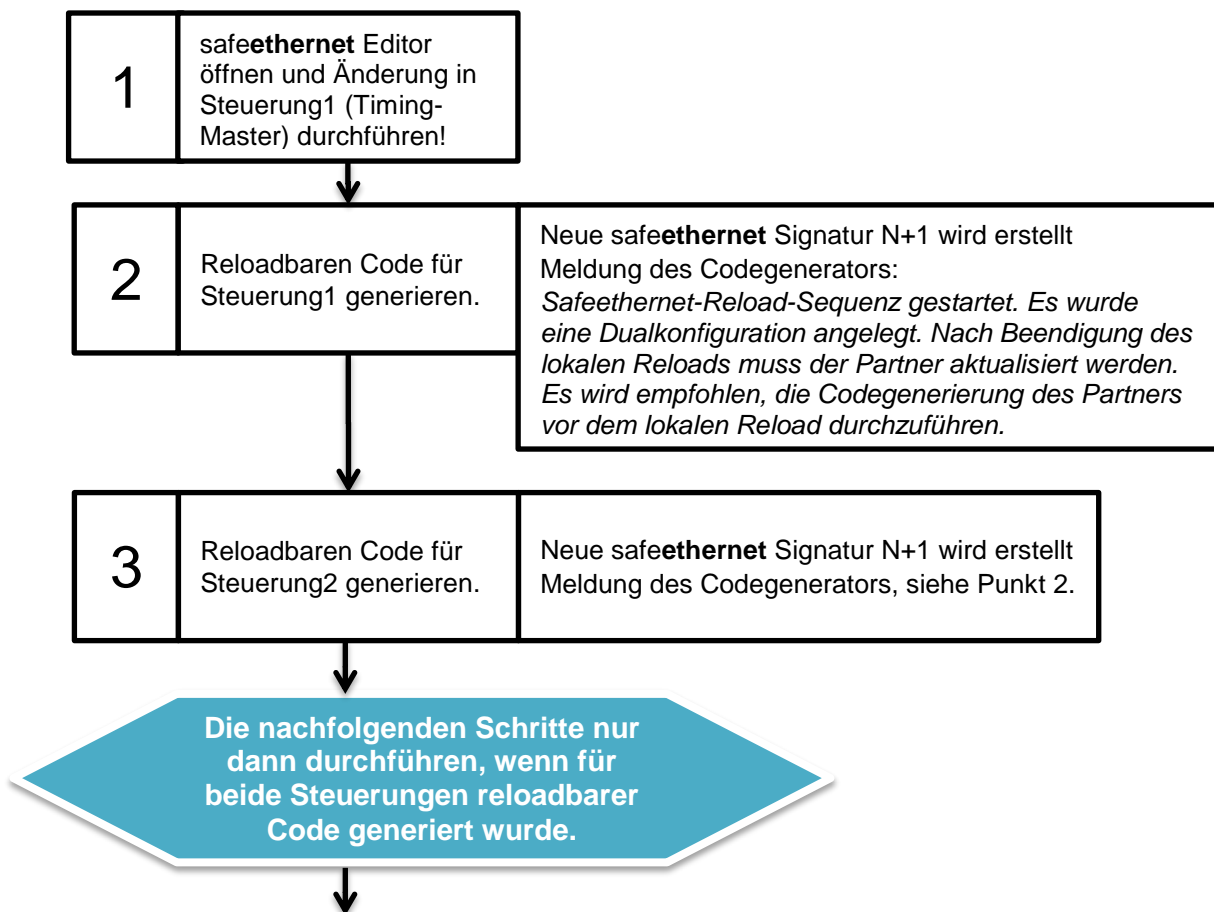 1
safeethernet Editor
öffnen und Änderung in
Steuerung1 (Timing-
Master) durchführen!
2
Reloadbaren Code für
Steuerung1 generieren.
Neue safeethernet Signatur N+1 wird erstellt
Meldung des Codegenerators:
Safeethernet-Reload-Sequenz gestartet. Es wurde
eine Dualkonfiguration angelegt. Nach Beendigung des
lokalen Reloads muss der Partner aktualisiert werden.
Es wird empfohlen, die Codegenerierung des Partners
vor dem lokalen Reload durchzuführen.
3
Reloadbaren Code für
Steuerung2 generieren.
Neue safeethernet Signatur N+1 wird erstellt
Meldung des Codegenerators, siehe Punkt 2.
Die nachfolgenden Schritte nur
dann durchführen, wenn für
beide Steuerungen reloadbarer
Code generiert wurde.